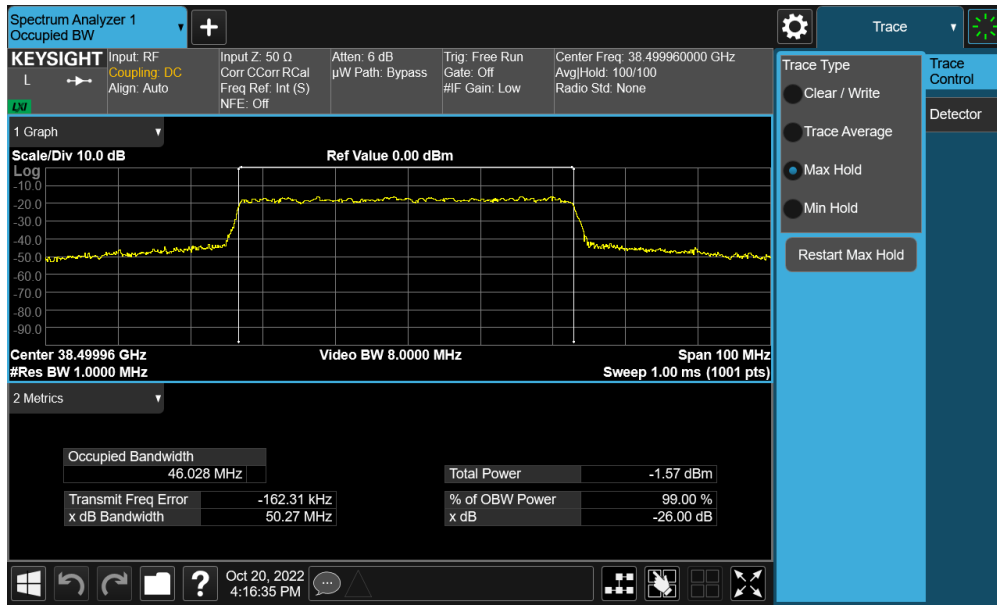 Spectrum Analyzer 1
Occupied BW
+
Trace
KEYSIGHT
L
LXI
Input: RF
Coupling: DC
Align: Auto
Input Z: 50 Ω
Corr CCorr RCal
Freq Ref: Int (S)
NFE: Off
Atten: 6 dB
µW Path: Bypass
Trig: Free Run
Gate: Off
#IF Gain: Low
Center Freq: 38.499960000 GHz
Avg|Hold: 100/100
Radio Std: None
Trace Type
Clear / Write
Trace Average
Max Hold
Min Hold
Restart Max Hold
Trace
Control
Detector
1 Graph
Scale/Div 10.0 dB
Ref Value 0.00 dBm
Log
-10.0
-20.0
-30.0
-40.0
-50.0
-60.0
-70.0
-80.0
-90.0
Center 38.49996 GHz
Video BW 8.0000 MHz
Span 100 MHz
#Res BW 1.0000 MHz
Sweep 1.00 ms (1001 pts)
2 Metrics
Occupied Bandwidth
46.028 MHz
Total Power -1.57 dBm
Transmit Freq Error -162.31 kHz
% of OBW Power 99.00 %
x dB Bandwidth 50.27 MHz
x dB -26.00 dB
?
Oct 20, 2022
4:16:35 PM